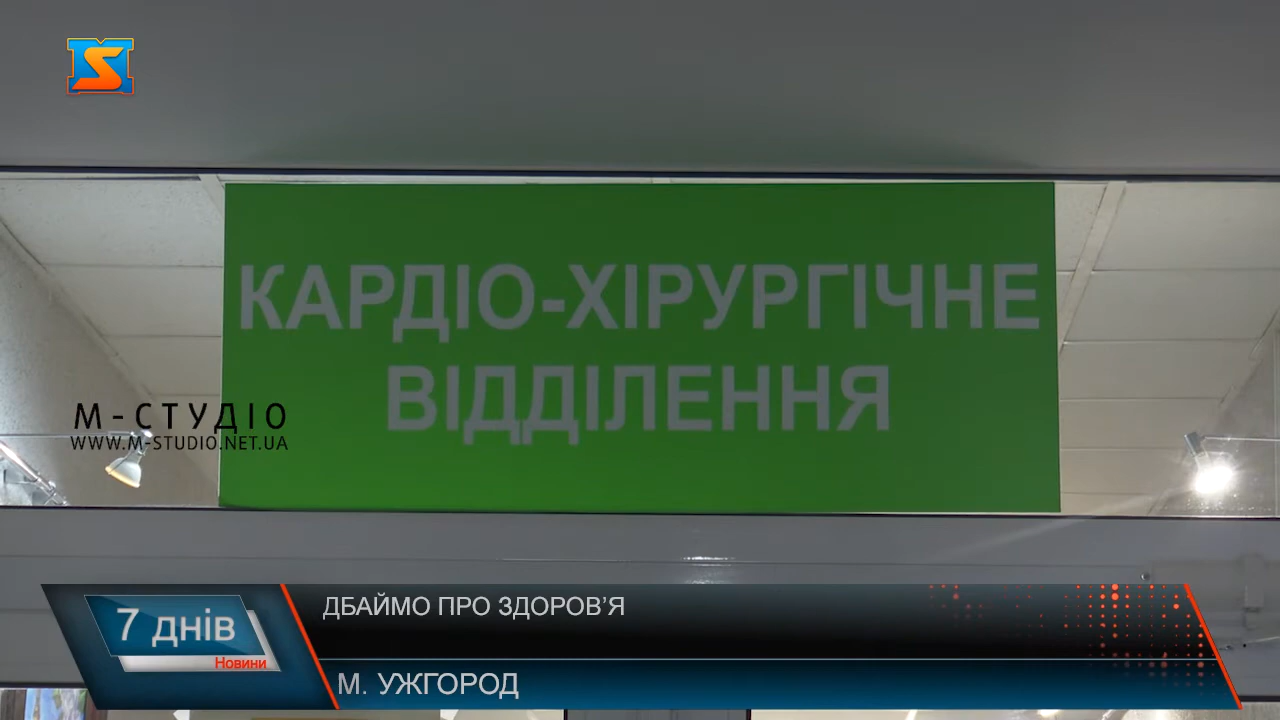 КАРДІО-ХІРУРГІЧНЕ
ВІДДІЛЕННЯ
М-СТУДІО
WWW.M-STUDIO.NET.UA
7 днів
Новини
ДБАЙМО ПРО ЗДОРОВ’Я
М. УЖГОРОД